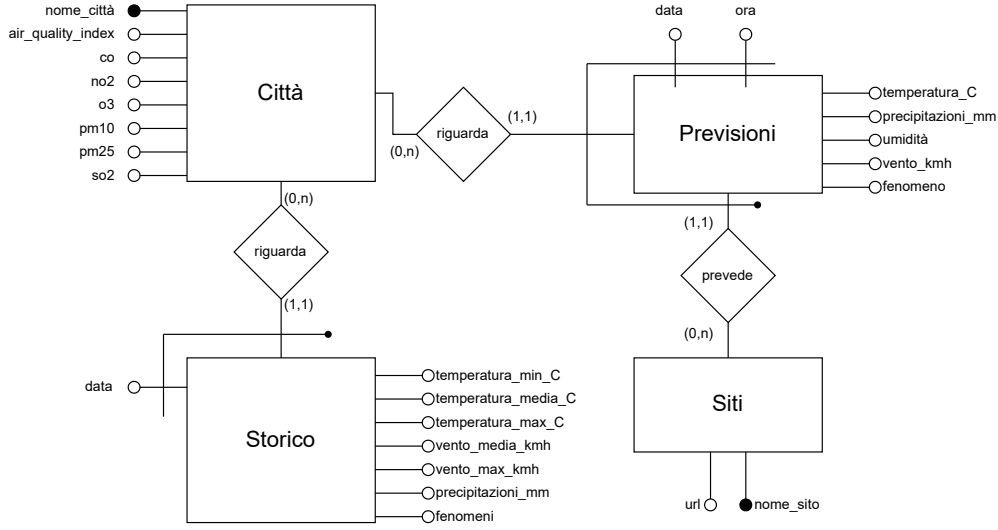 nome_città
air_quality_index
co
no2
o3
pm10
pm25
so2
Città
(0,n)
riguarda
(1,1)
data
ora
Previsioni
temperatura_C
precipitazioni_mm
umidità
vento_kmh
fenomeno
(0,n)
riguarda
(1,1)
(1,1)
prevede
(0,n)
data
Storico
temperatura_min_C
temperatura_media_C
temperatura_max_C
vento_media_kmh
vento_max_kmh
precipitazioni_mm
fenomeni
Siti
url
nome_sito